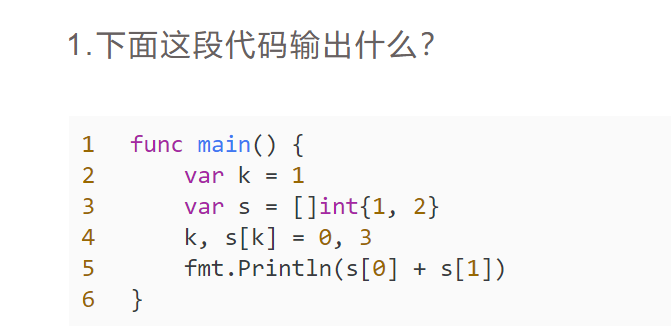 1.下面这段代码输出什么？
1 func main() {
2     var k = 1
3     var s = []int{1, 2}
4     k, s[k] = 0, 3
5     fmt.Println(s[0] + s[1])
6 }